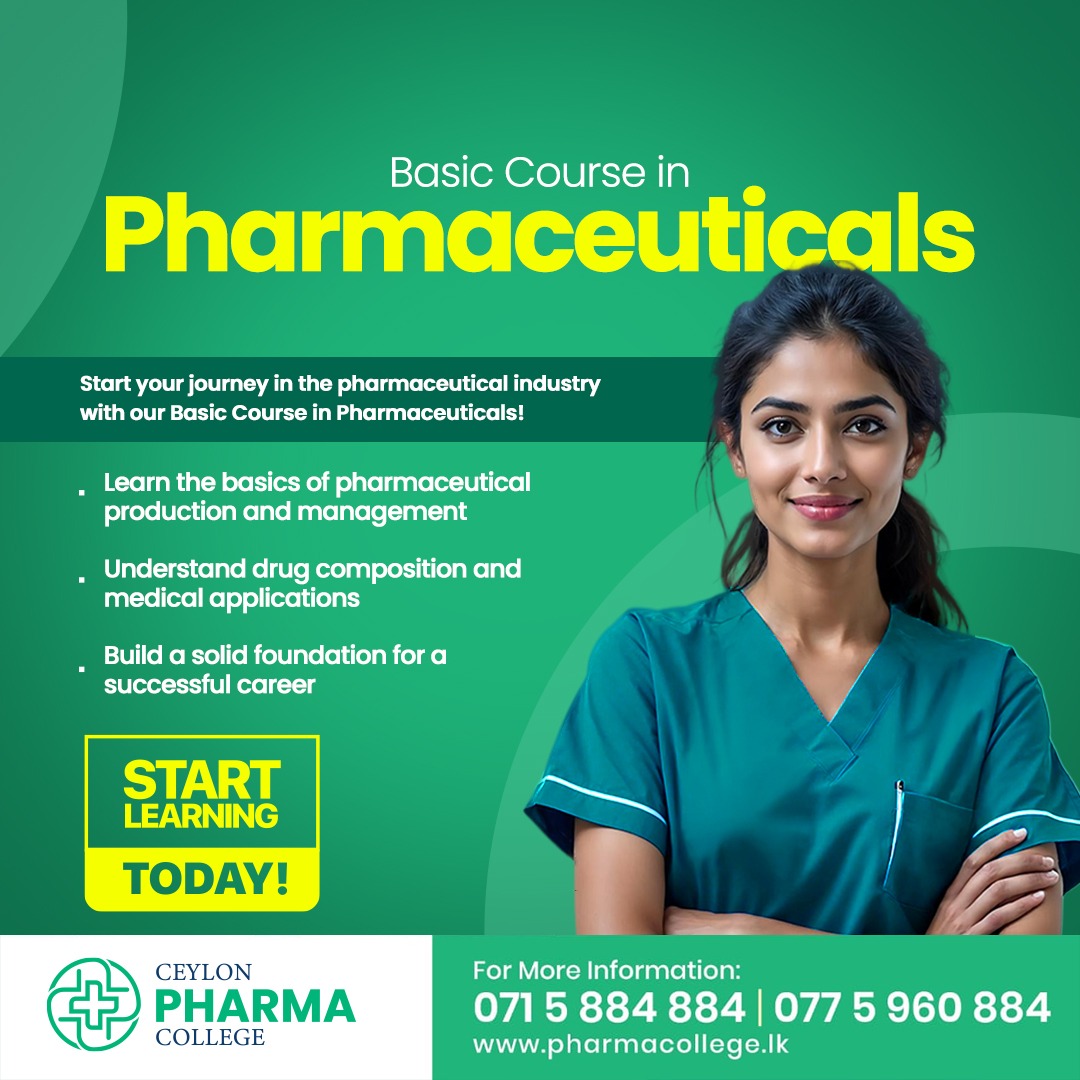 Basic Course in
Pharmaceuticals
Start your journey in the pharmaceutical industry
with our Basic Course in Pharmaceuticals!
▪ Learn the basics of pharmaceutical
production and management
▪ Understand drug composition and
medical applications
▪ Build a solid foundation for a
successful career
START
LEARNING
TODAY!
CEYLON
PHARMA
COLLEGE
For More Information:
071 5 884 884 | 077 5 960 884
www.pharmacollege.lk